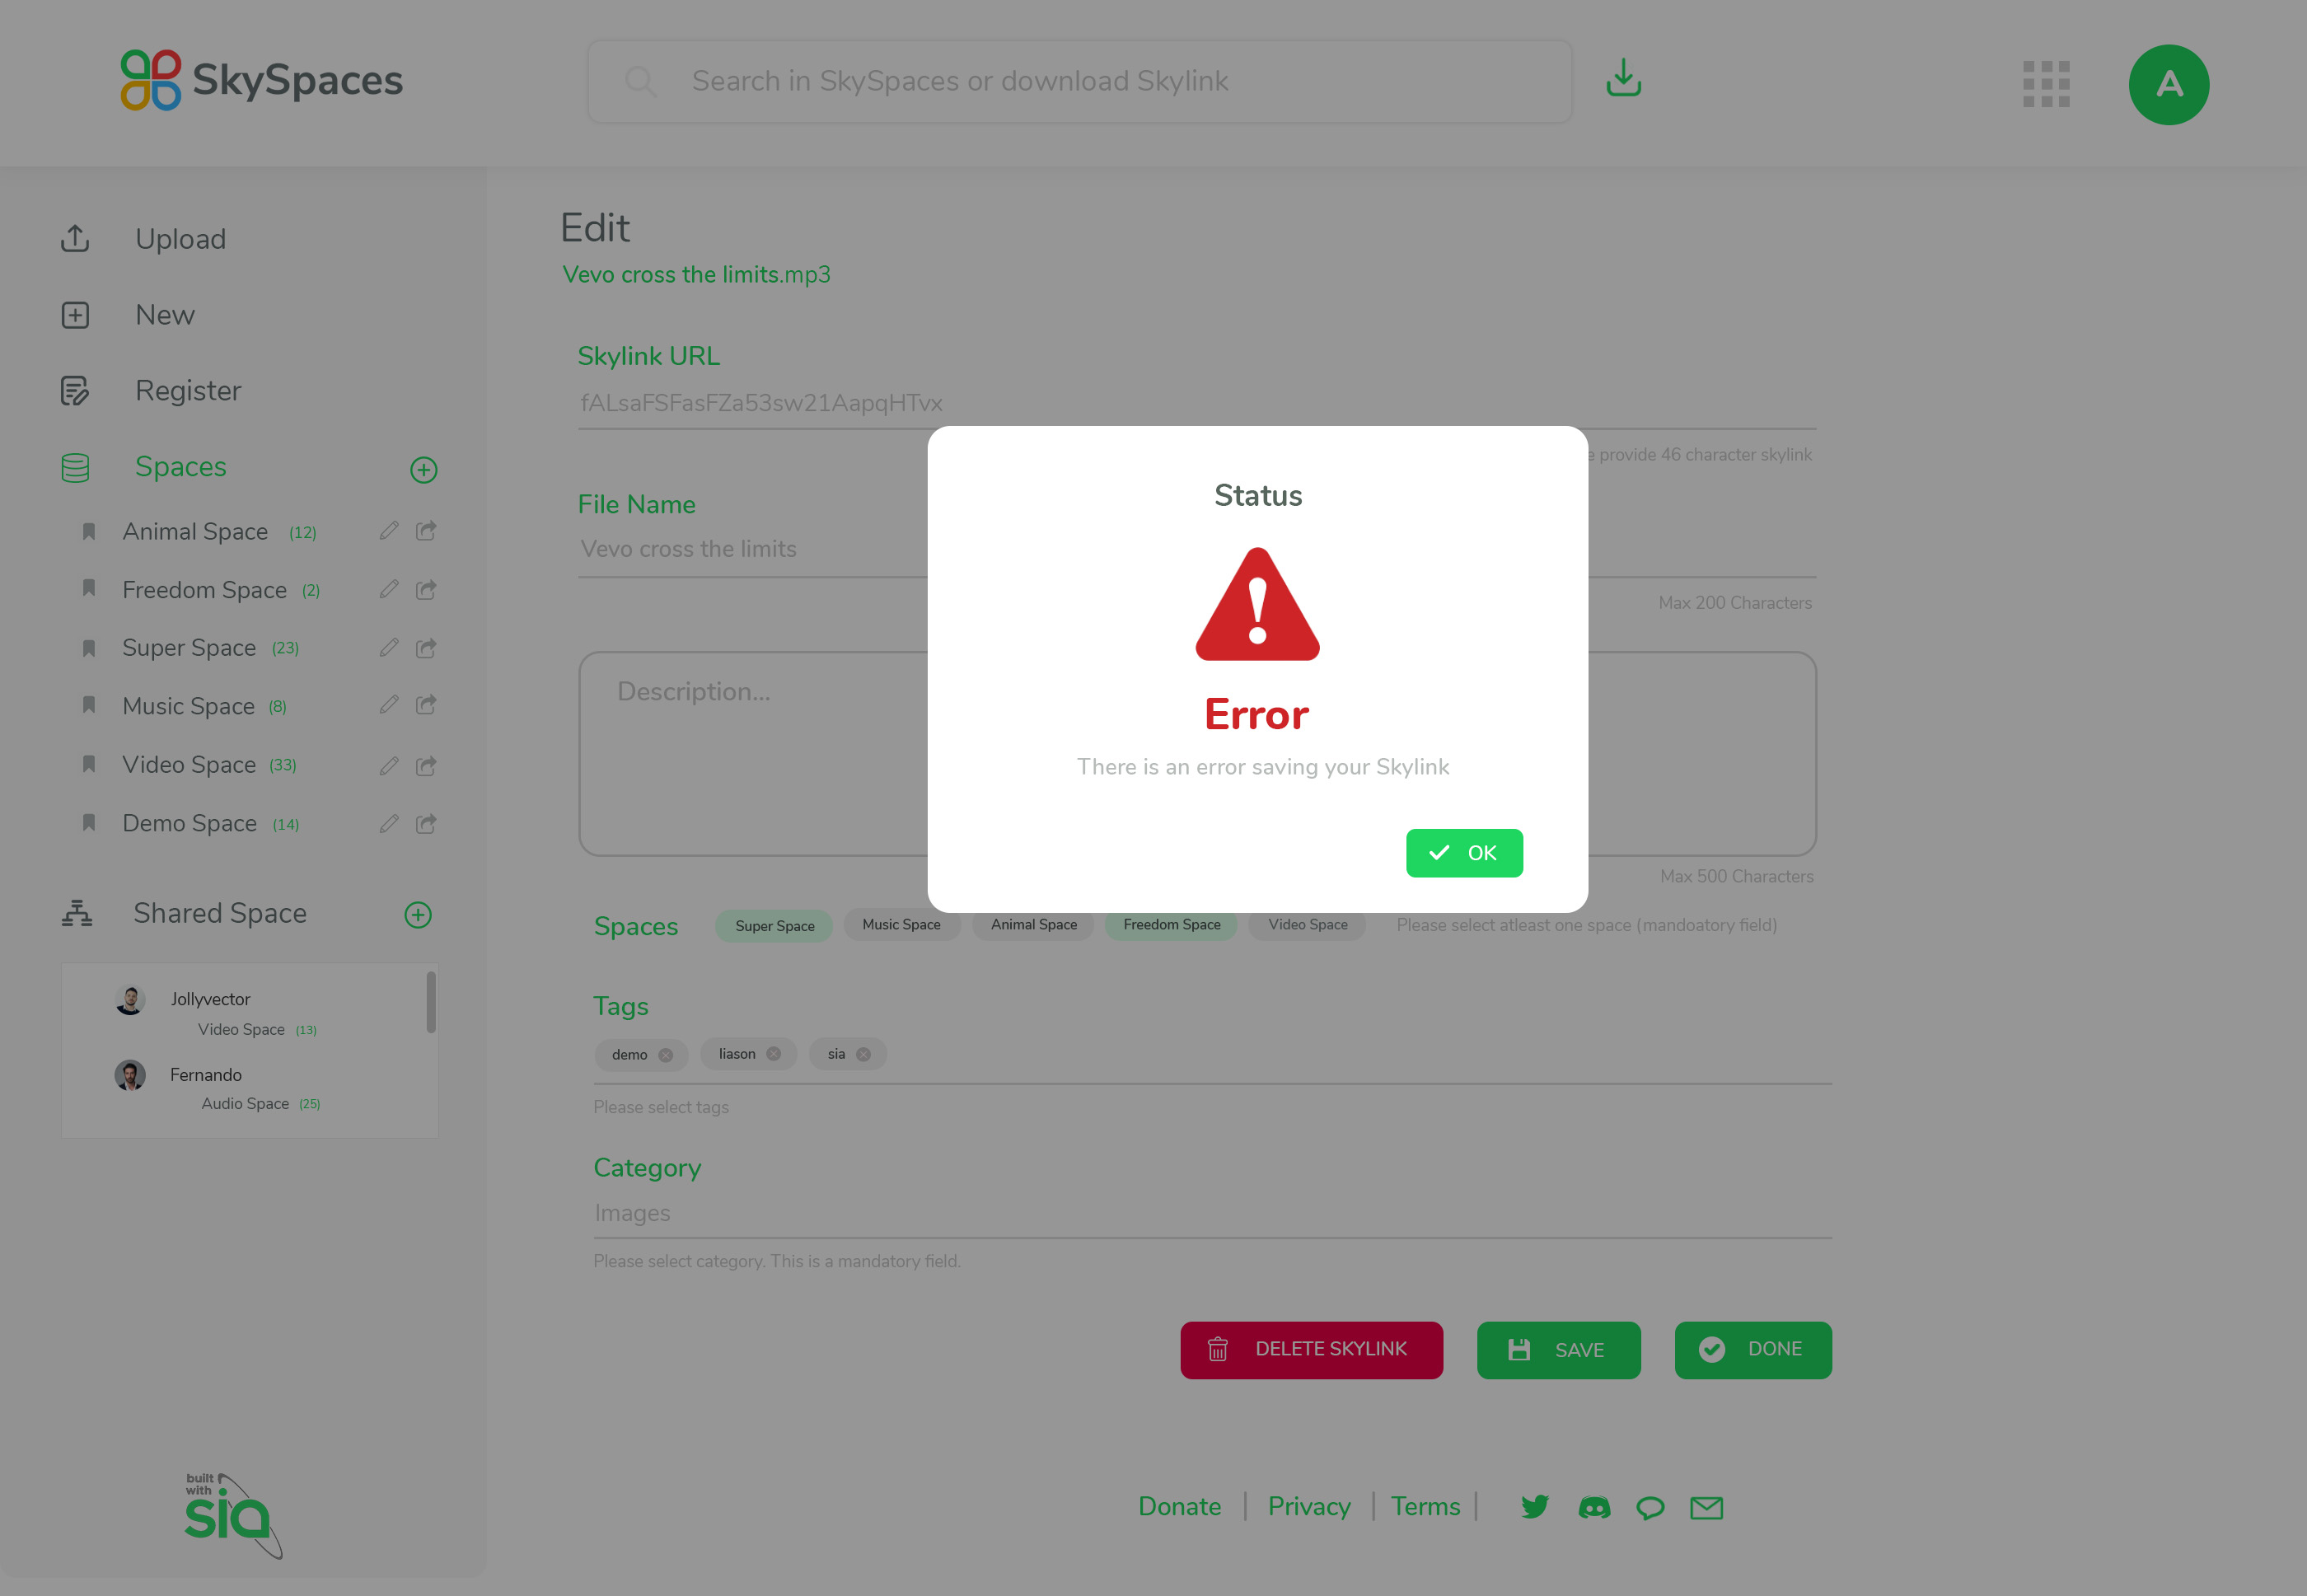 SkySpaces
Search in SkySpaces or download Skylink
A
Upload
New
Register
Spaces
Animal Space (12)
Freedom Space (2)
Super Space (23)
Music Space (8)
Video Space (33)
Demo Space (14)
Shared Space
Jollyvector
Video Space (13)
Fernando
Audio Space (25)
built
with
sia
Edit
Vevo cross the limits.mp3
Skylink URL
fALsaFSFasFZa53sw21AapqHTvx
provide 46 character skylink
File Name
Vevo cross the limits
Max 200 Characters
Description...
Max 500 Characters
Status
Error
There is an error saving your Skylink
OK
Spaces Super Space Music Space Animal Space Freedom Space Video Space Please select atleast one space (mandoatory field)
Tags
demo liason sia
Please select tags
Category
Images
Please select category. This is a mandatory field.
DELETE SKYLINK SAVE DONE
Donate | Privacy | Terms |